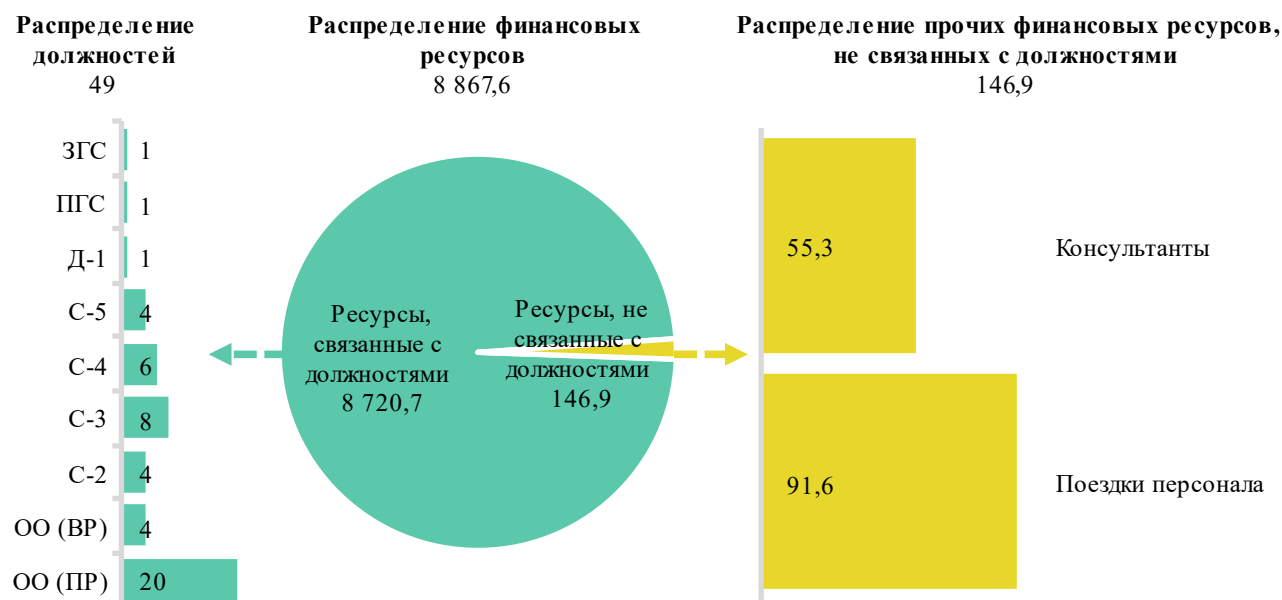 Распределение
должностей
49
ЗГС 1
ПГС 1
Д-1 1
С-5 4
С-4 6
С-3 8
С-2 4
ОО (ВР) 4
ОО (ПР) 20
Распределение финансовых
ресурсов
8 867,6
Ресурсы,
связанные с
должностями
8 720,7
Ресурсы, не
связанные с
должностями
146,9
Распределение прочих финансовых ресурсов,
не связанных с должностями
146,9
55,3 Консультанты
91,6 Поездки персонала